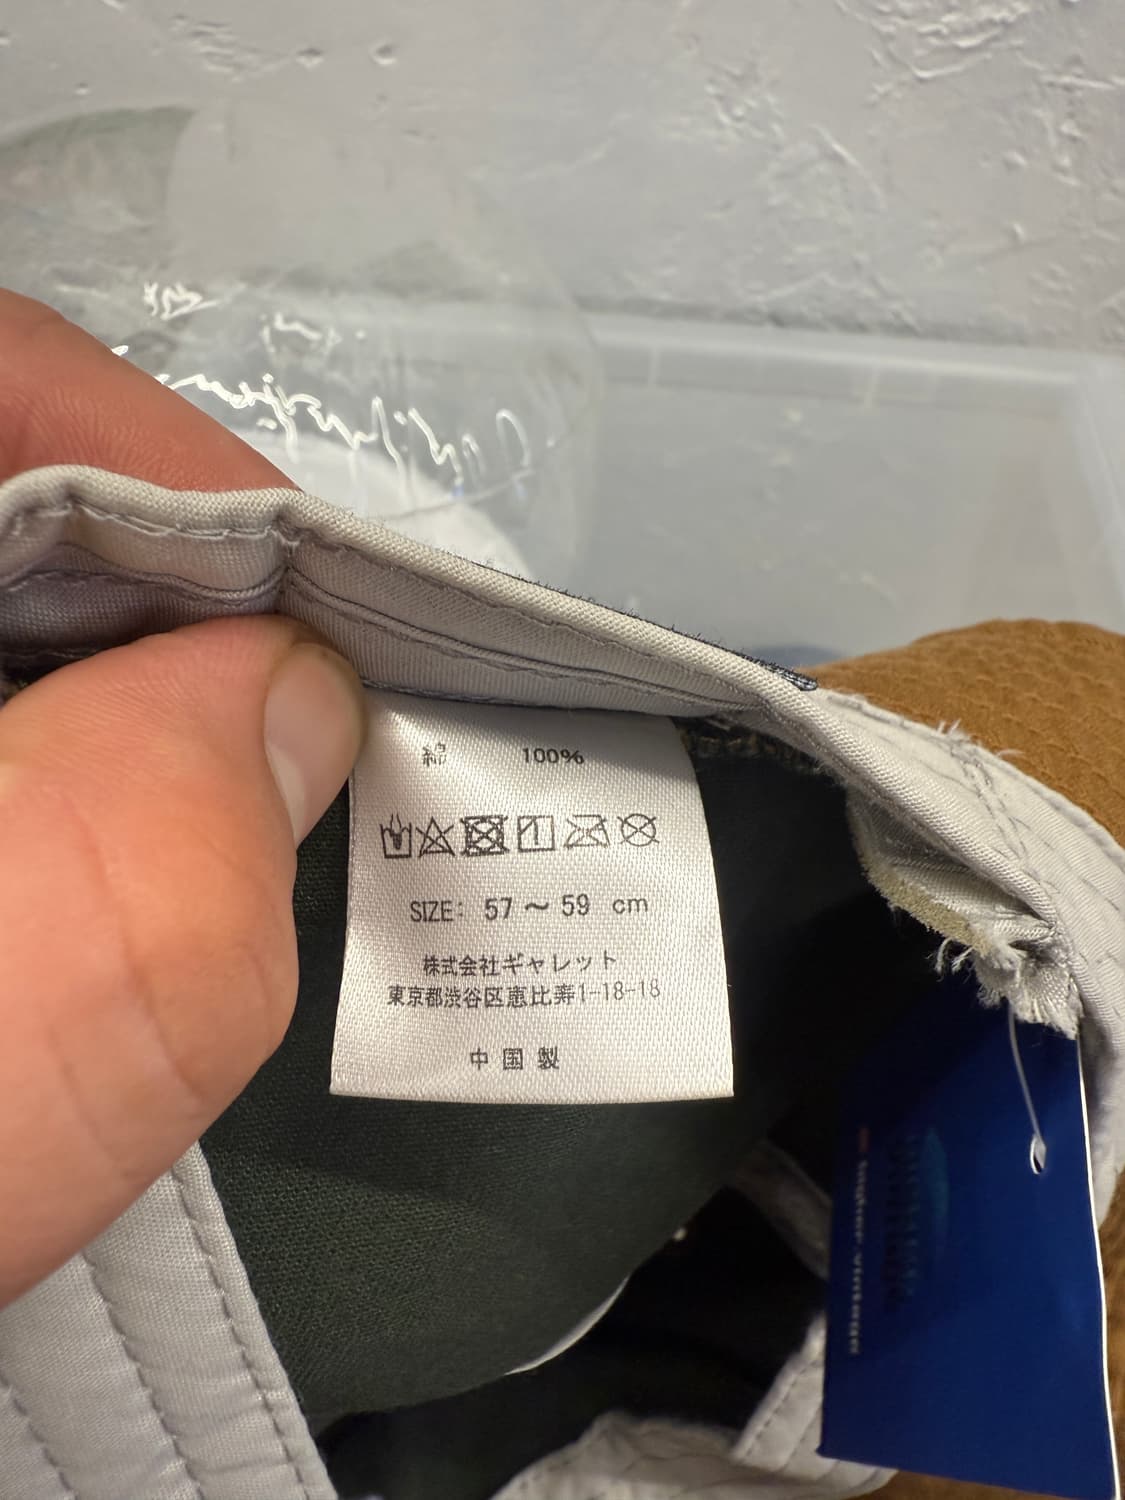 綿 100%
SIZE: 57～59 cm
株式会社ギャレット
東京都渋谷区恵比寿1-18-18
中国製